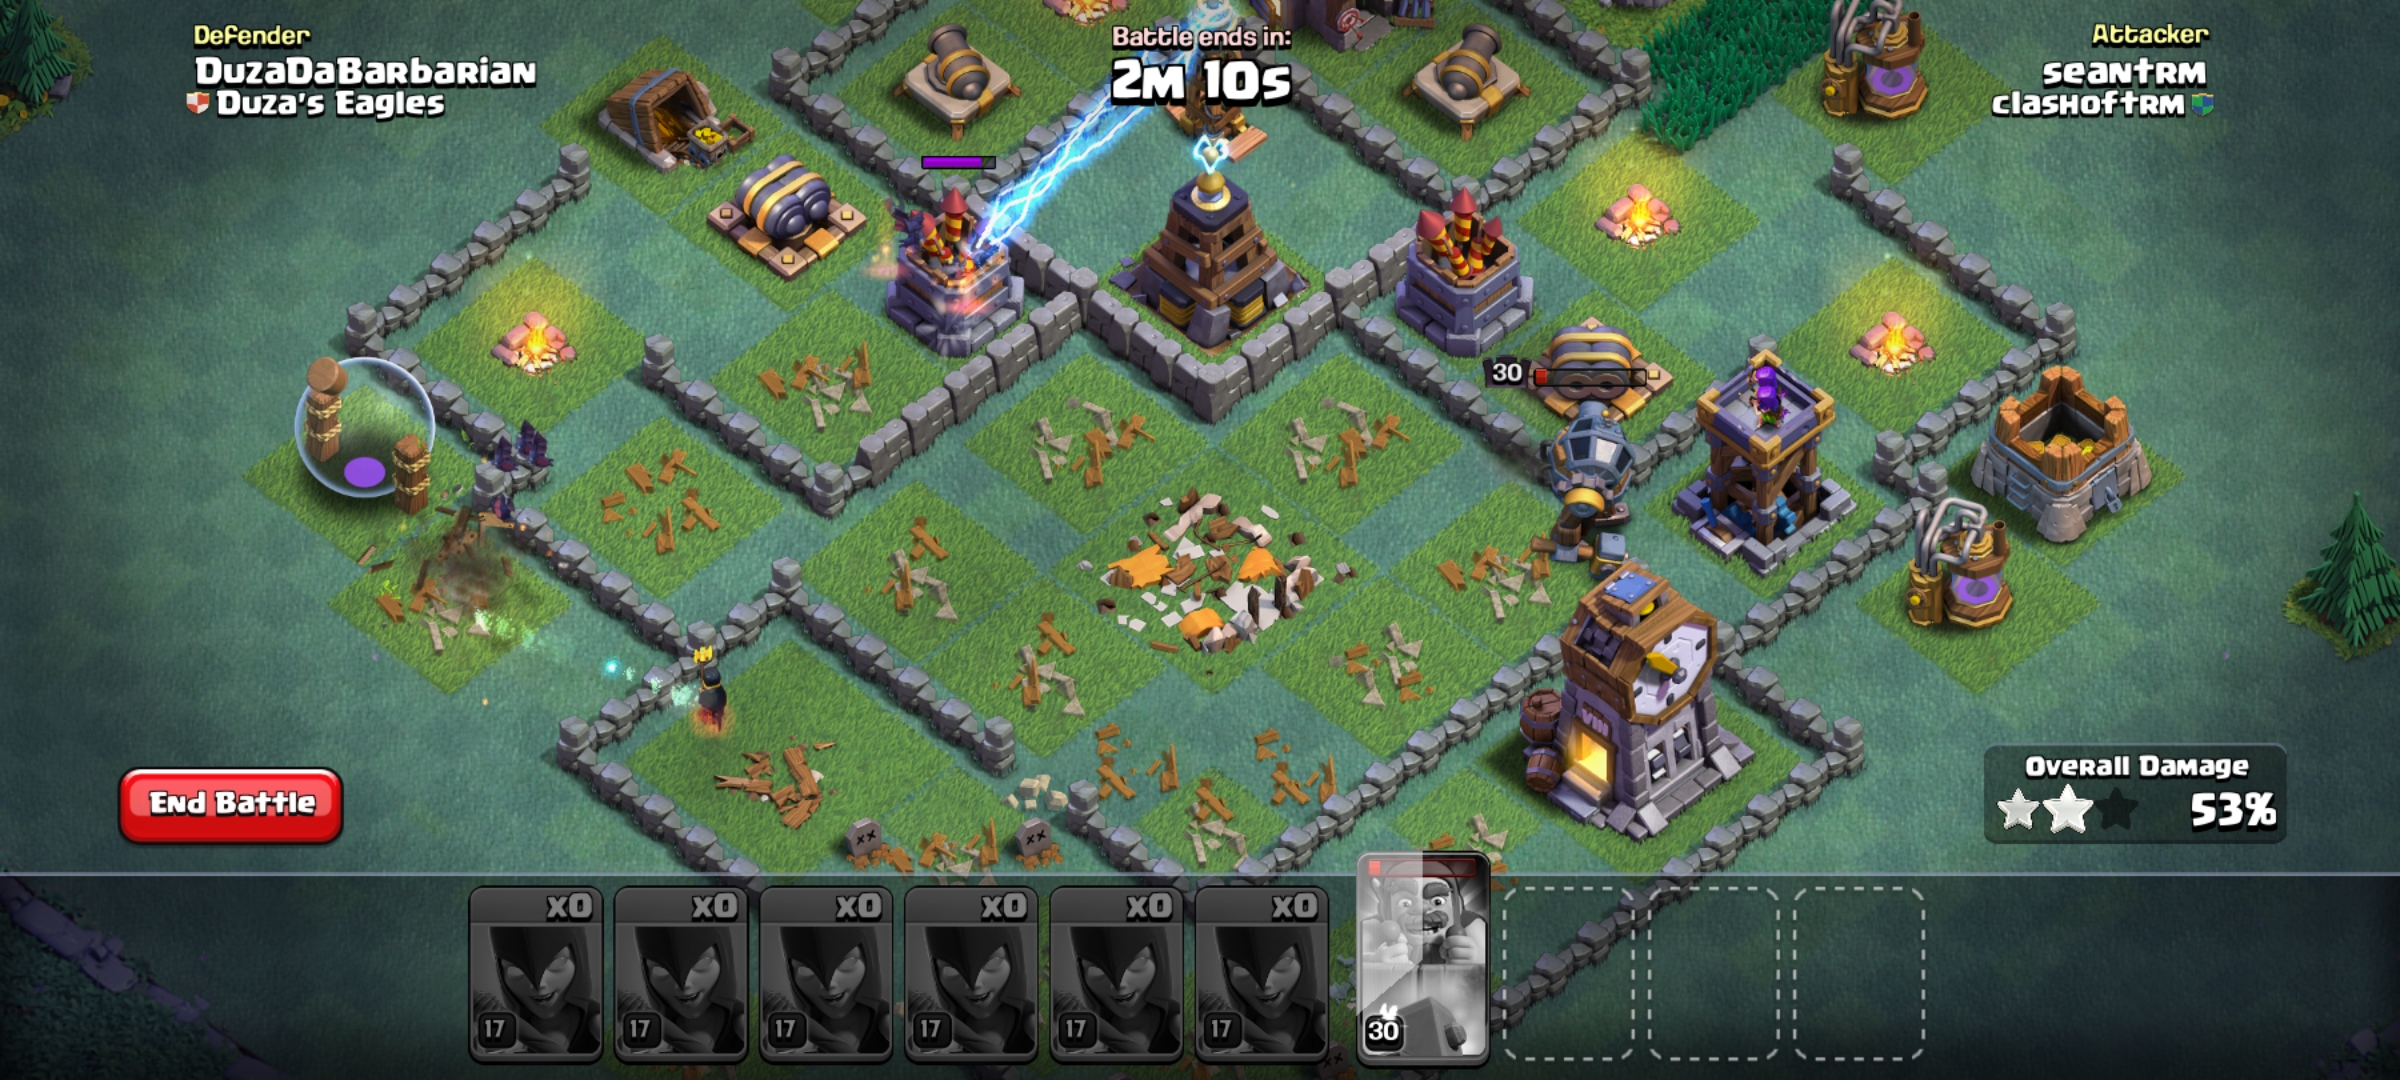 Defender
DuzaDaBarbarian
Duza's Eagles
Battle ends in:
2M 10s
Attacker
seantRM
clashoftRM
30
VIII
End Battle
Overall Damage
53%
x0 x0 x0 x0 x0 x0
17 17 17 17 17 17 30